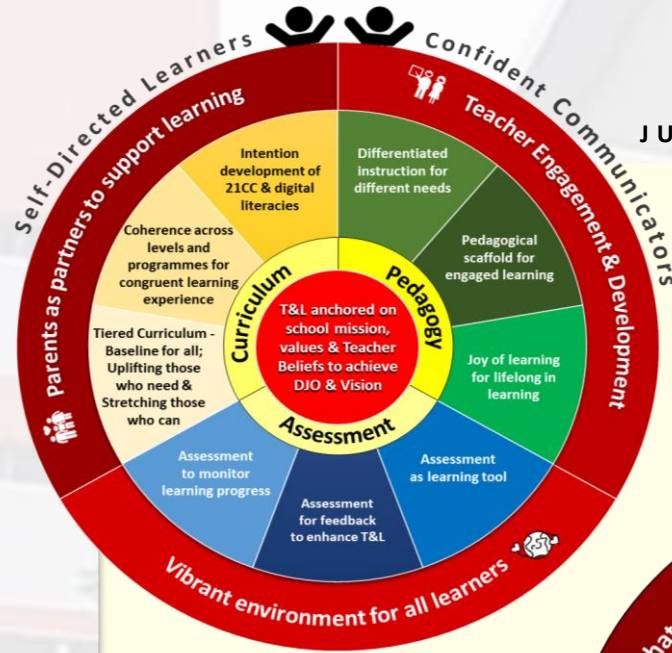 Self-Directed Learners
Confident Communicators
J U
Parents as partners to support learning
Teacher Engagement & Development
Vibrant environment for all learners
Intention
development of
21CC & digital
literacies
Differentiated
instruction for
different needs
Coherence across
levels and
programmes for
congruent learning
experience
Pedagogical
scaffold for
engaged learning
Tiered Curriculum -
Baseline for all;
Uplifting those
who need &
Stretching those
who can
Joy of learning
for lifelong in
learning
Curriculum
Pedagogy
Assessment
T&L anchored on
school mission,
values & Teacher
Beliefs to achieve
DJO & Vision
Assessment
to monitor
learning progress
Assessment
for feedback
to enhance T&L
Assessment
as learning tool